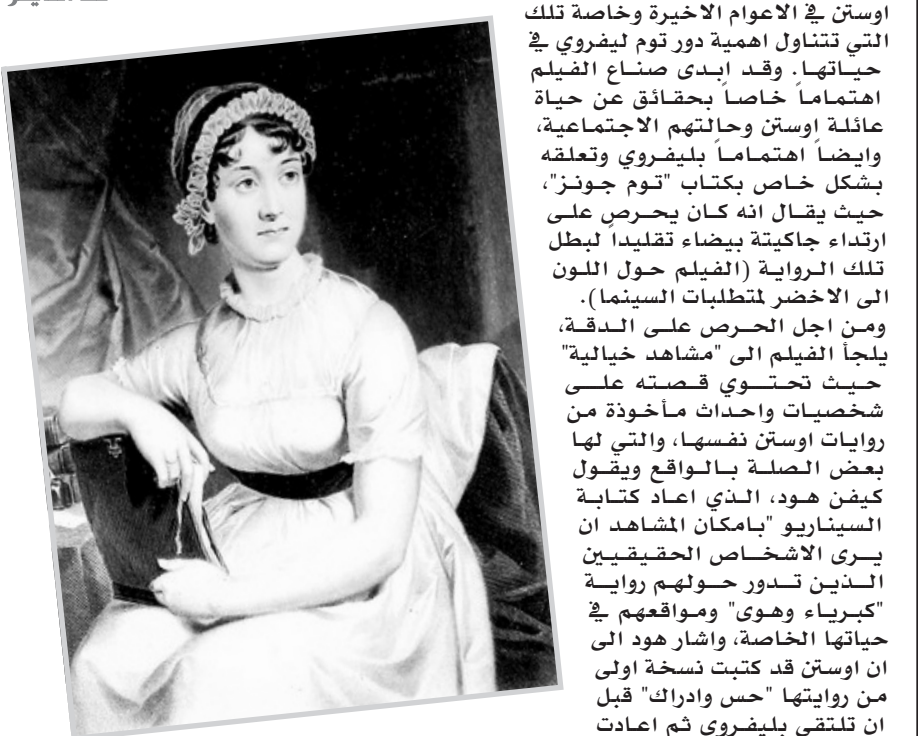 اوستن في الاعوام الاخيرة وخاصة تلك
التي تتناول اهمية دور توم ليفروي في
حياتها. وقد ابدى صناع الفيلم
اهتماماً خاصاً بحقائق عن حياة
عائلة اوستن وحالتهم الاجتماعية،
وايضاً اهتماماً بليفروي وتعلقه
بشكل خاص بكتاب "توم جونز"،
حيث يقال انه كان يحرص على
ارتداء جاكيتة بيضاء تقليداً لبطل
تلك الرواية (الفيلم حول اللون
الى الاخضر لمتطلبات السينما).
ومن اجل الحرص على الدقة،
يلجأ الفيلم الى "مشاهد خيالية"
حيث تحتوي قصته على
شخصيات واحداث مأخوذة من
روايات اوستن نفسها، والتي لها
بعض الصلة بالواقع ويقول
كيفن هود، الذي اعاد كتابة
السيناريو "بامكان المشاهد ان
يرى الاشخاص الحقيقيين
الذين تدور حولهم رواية
"كبرياء وهوى" ومواقعهم في
حياتها الخاصة، واشار هود الى
ان اوستن قد كتبت نسخة اولى
من روايتها "حس وادراك" قبل
ان تلتقي بليفروي ثم اعادت